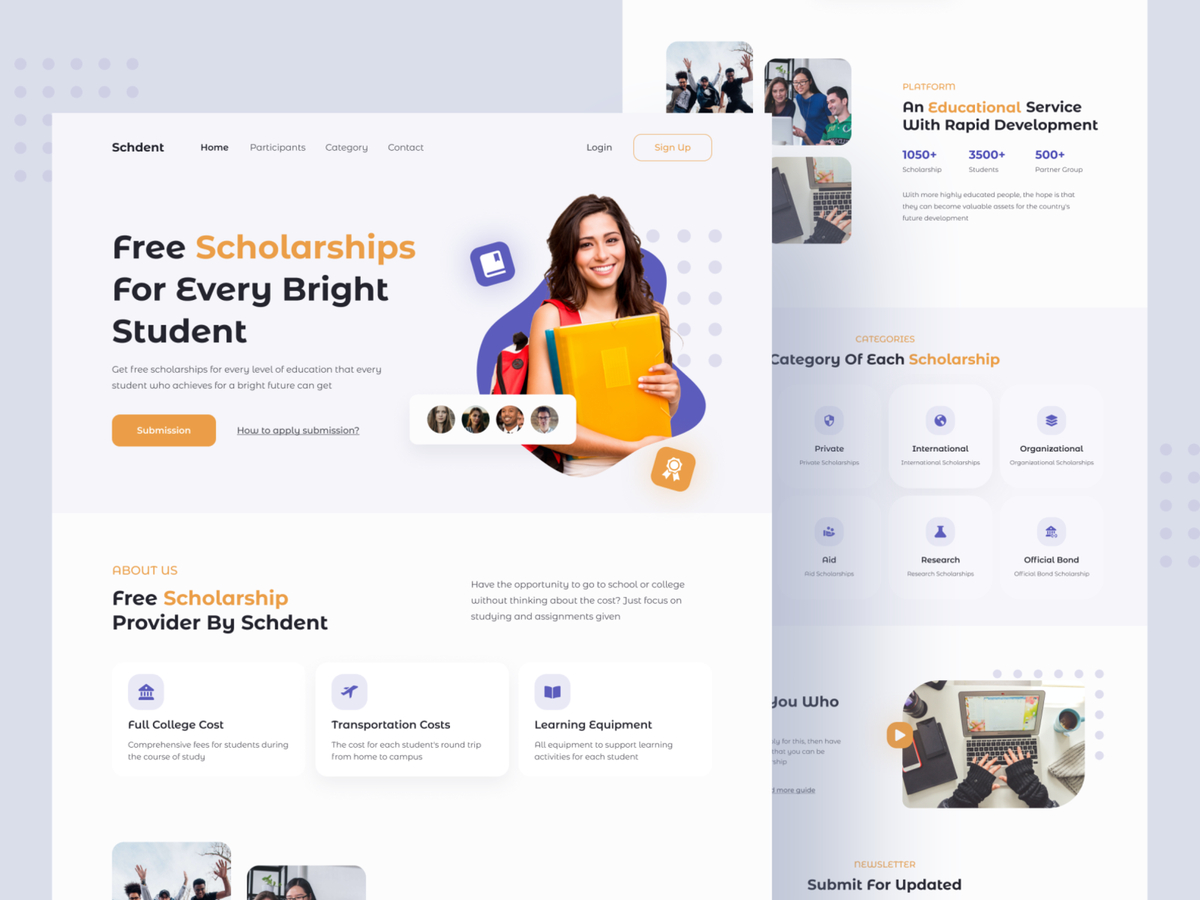 Schdent
Home
Participants
Category
Contact
Login
Sign Up
Free Scholarships
For Every Bright
Student
Get free scholarships for every level of education that every
student who achieves for a bright future can get
Submission
How to apply submission?
ABOUT US
Free Scholarship
Provider By Schdent
Have the opportunity to go to school or college
without thinking about the cost? Just focus on
studying and assignments given
Full College Cost
Comprehensive fees for students during
the course of study
Transportation Costs
The cost for each student's round trip
from home to campus
Learning Equipment
All equipment to support learning
activities for each student
PLATFORM
An Educational Service
With Rapid Development
1050+
Scholarship
3500+
Students
500+
Partner Group
With more highly educated people, the hope is that
they can become valuable assets for the country's
future development
CATEGORIES
Category Of Each Scholarship
Private
Private Scholarships
International
International Scholarships
Organizational
Organizational Scholarships
Aid
Aid Scholarships
Research
Research Scholarships
Official Bond
Official Bond Scholarship
You Who
for this, then have
that you can be
more guide
NEWSLETTER
Submit For Updated